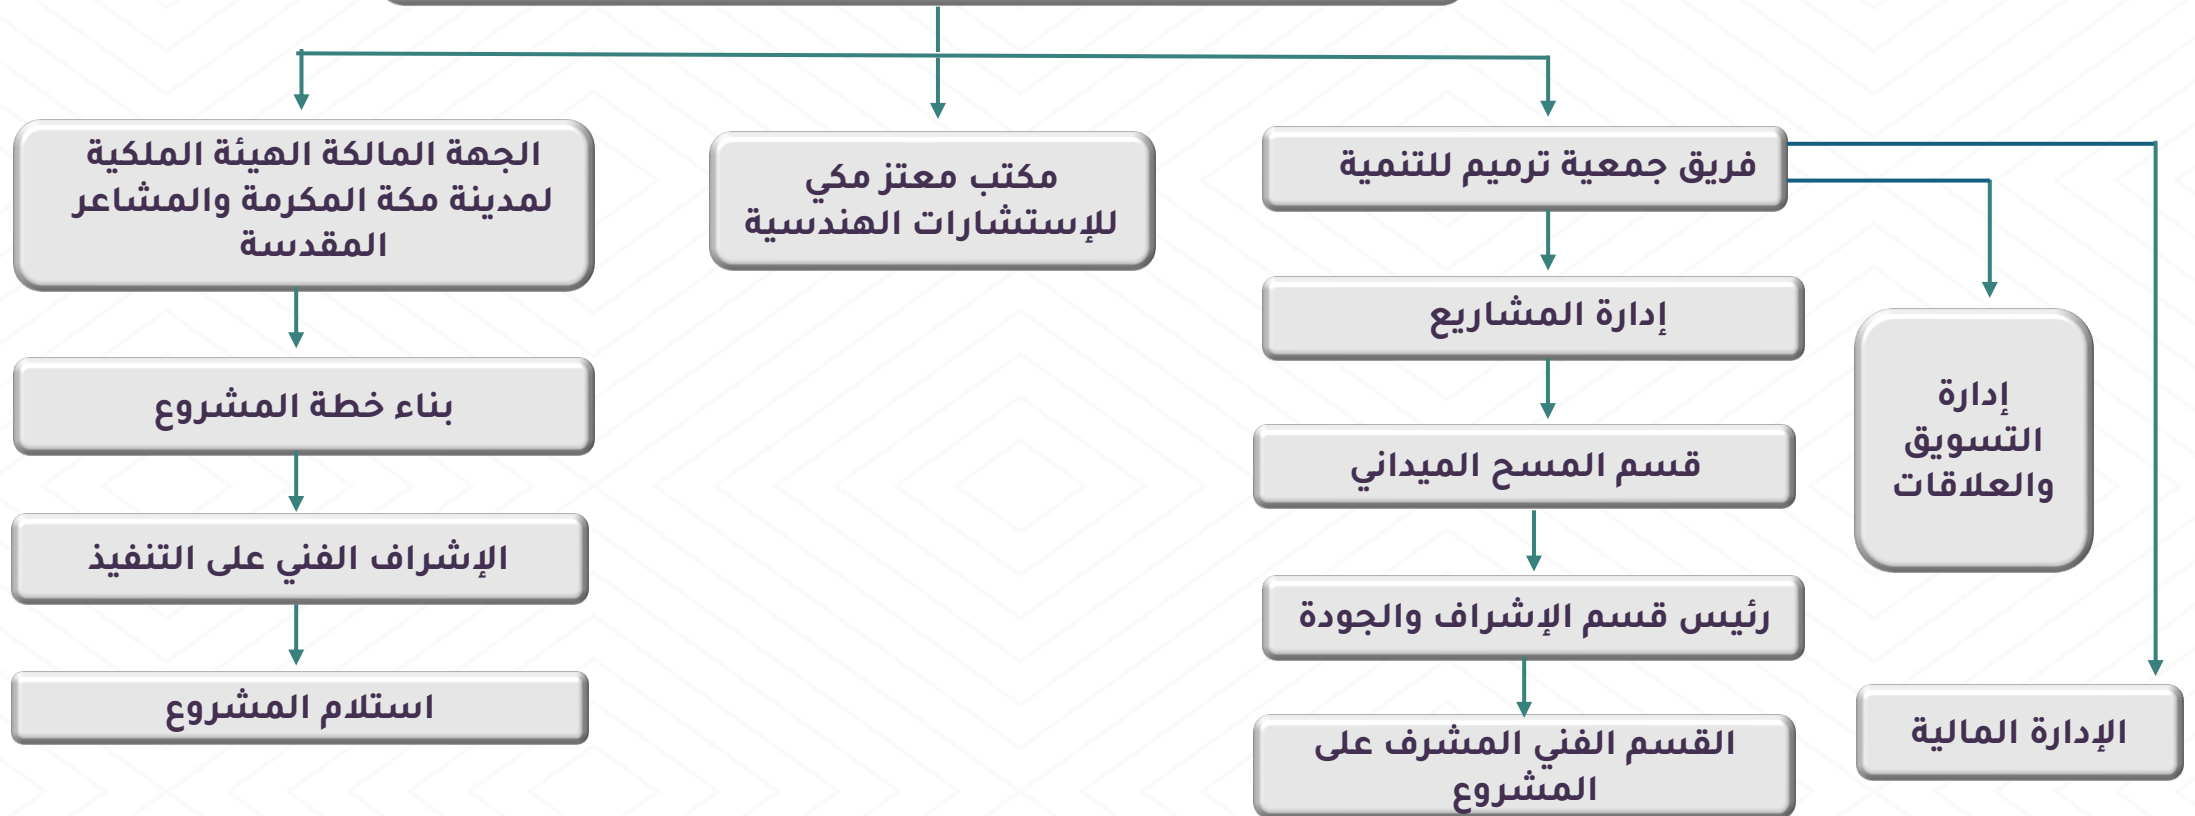 فريق جمعية ترميم للتنمية
إدارة المشاريع
قسم المسح الميداني
رئيس قسم الإشراف والجودة
القسم الفني المشرف على
المشروع
إدارة
التسويق
والعلاقات
الإدارة المالية
مكتب معتز مكي
للإستشارات الهندسية
الجهة المالكة الهيئة الملكية
لمدينة مكة المكرمة والمشاعر
المقدسة
بناء خطة المشروع
الإشراف الفني على التنفيذ
استلام المشروع